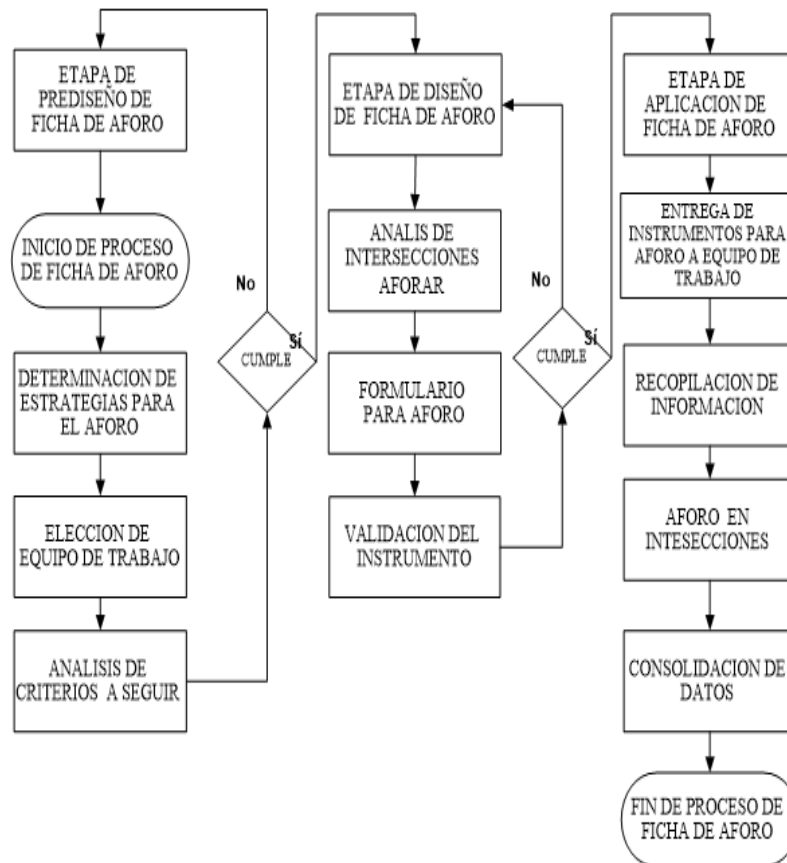 ETAPA DE
PREDISEÑO DE
FICHA DE AFORO
INICIO DE PROCESO
DE FICHA DE AFORO
DETERMINACION DE
ESTRATEGIAS PARA
EL AFORO
ELECCION DE
EQUIPO DE TRABAJO
ANALISIS DE
CRITERIOS A SEGUIR
No
Sí
CUMPLE
ETAPA DE DISEÑO
DE FICHA DE AFORO
ANALIS DE
INTERSECCIONES
AFORAR
FORMULARIO
PARA AFORO
VALIDACION DEL
INSTRUMENTO
No
Sí
CUMPLE
ETAPA DE
APLICACION DE
FICHA DE AFORO
ENTREGA DE
INSTRUMENTOS PARA
AFORO A EQUIPO DE
TRABAJO
RECOPILACION DE
INFORMACION
AFORO EN
INTESECCIONES
CONSOLIDACION DE
DATOS
FIN DE PROCESO DE
FICHA DE AFORO